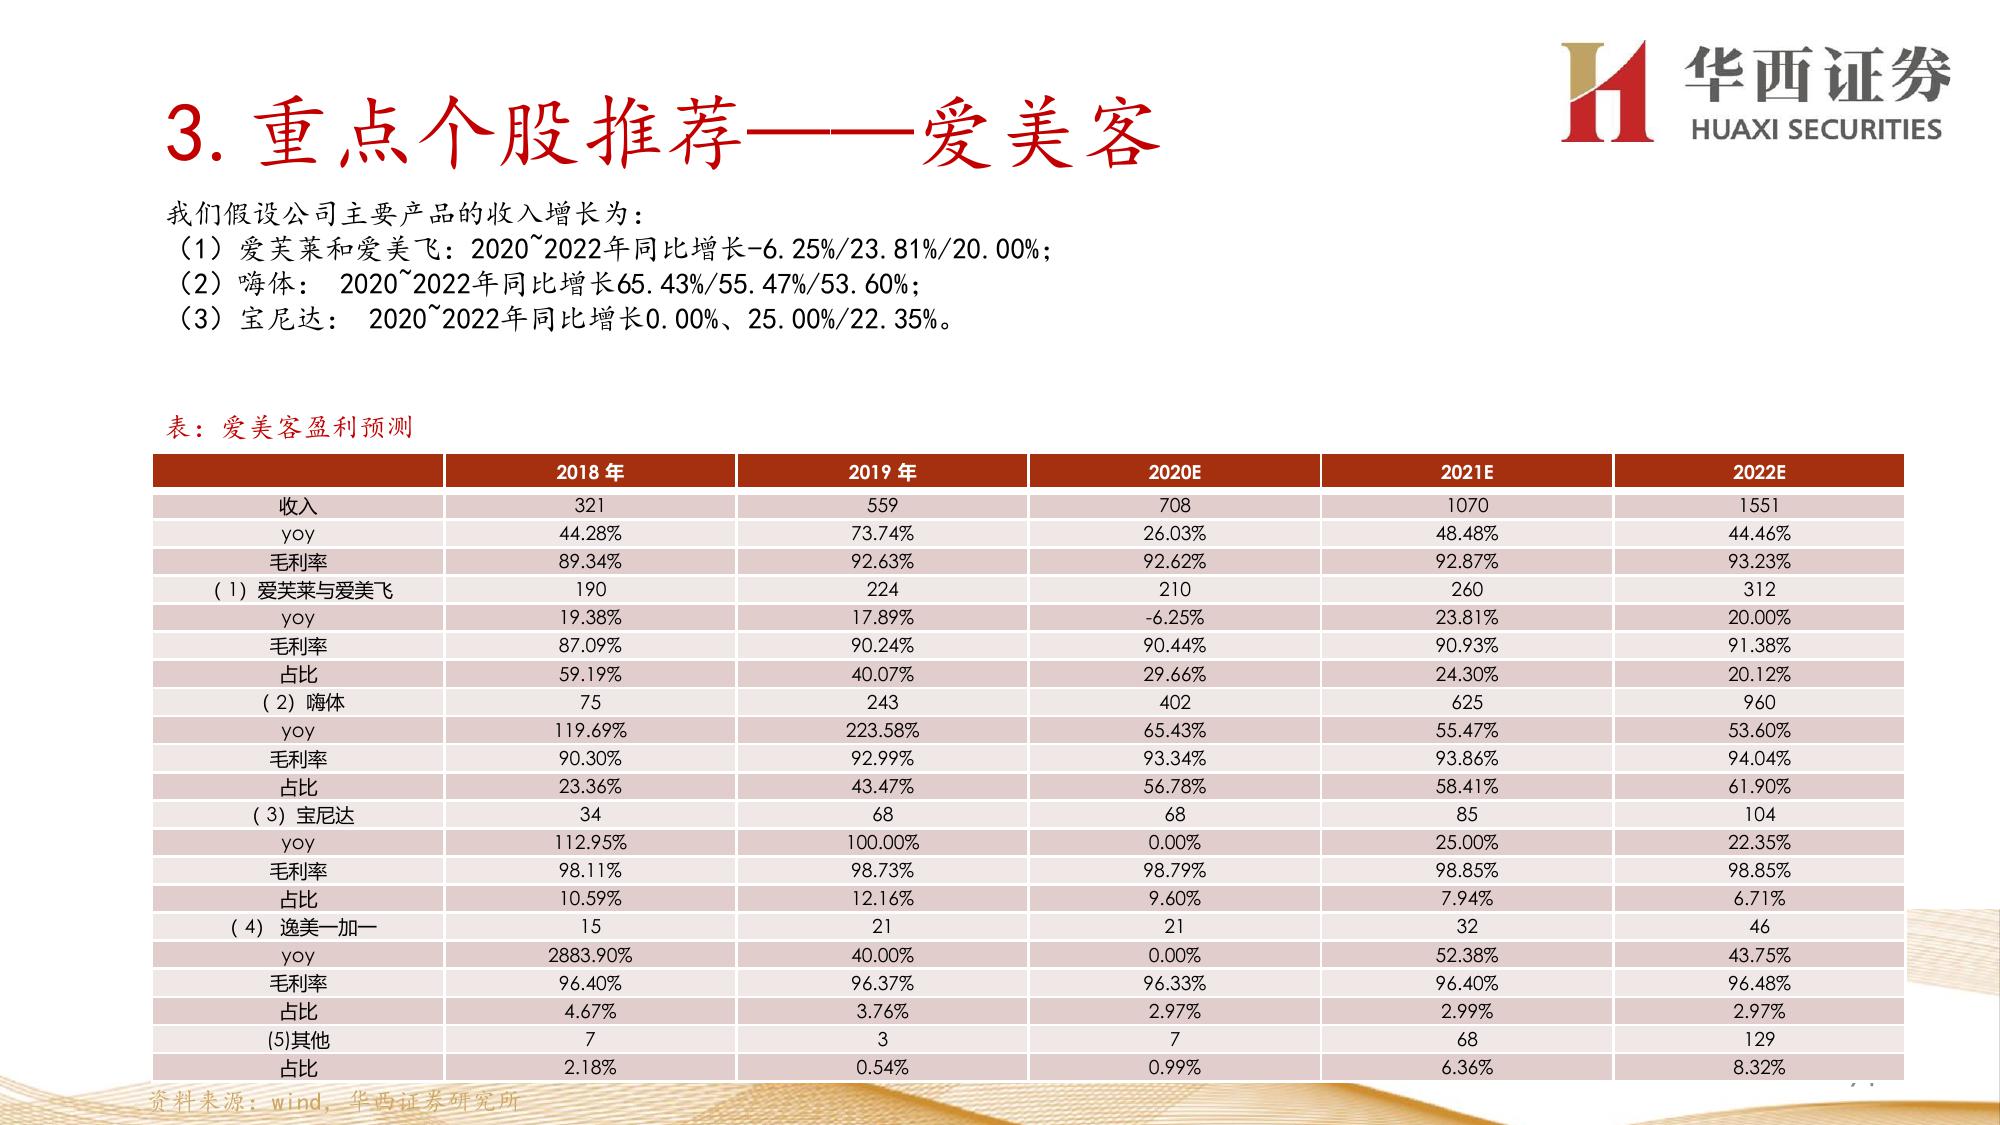 华西证券
HUAXI SECURITIES
3.重点个股推荐——爱美客
我们假设公司主要产品的收入增长为：
（1）爱芙莱和爱美飞：2020~2022年同比增长-6.25%/23.81%/20.00%；
（2）嗨体： 2020~2022年同比增长65.43%/55.47%/53.60%；
（3）宝尼达： 2020~2022年同比增长0.00%、25.00%/22.35%。
表：爱美客盈利预测
2018 年 2019 年 2020E 2021E 2022E
收入 321 559 708 1070 1551
yoy 44.28% 73.74% 26.03% 48.48% 44.46%
毛利率 89.34% 92.63% 92.62% 92.87% 93.23%
（1）爱芙莱与爱美飞 190 224 210 260 312
yoy 19.38% 17.89% -6.25% 23.81% 20.00%
毛利率 87.09% 90.24% 90.44% 90.93% 91.38%
占比 59.19% 40.07% 29.66% 24.30% 20.12%
（2）嗨体 75 243 402 625 960
yoy 119.69% 223.58% 65.43% 55.47% 53.60%
毛利率 90.30% 92.99% 93.34% 93.86% 94.04%
占比 23.36% 43.47% 56.78% 58.41% 61.90%
（3）宝尼达 34 68 68 85 104
yoy 112.95% 100.00% 0.00% 25.00% 22.35%
毛利率 98.11% 98.73% 98.79% 98.85% 98.85%
占比 10.59% 12.16% 9.60% 7.94% 6.71%
（4） 逸美一加一 15 21 21 32 46
yoy 2883.90% 40.00% 0.00% 52.38% 43.75%
毛利率 96.40% 96.37% 96.33% 96.40% 96.48%
占比 4.67% 3.76% 2.97% 2.99% 2.97%
(5)其他 7 3 7 68 129
占比 2.18% 0.54% 0.99% 6.36% 8.32%
资料来源：wind，华西证券研究所